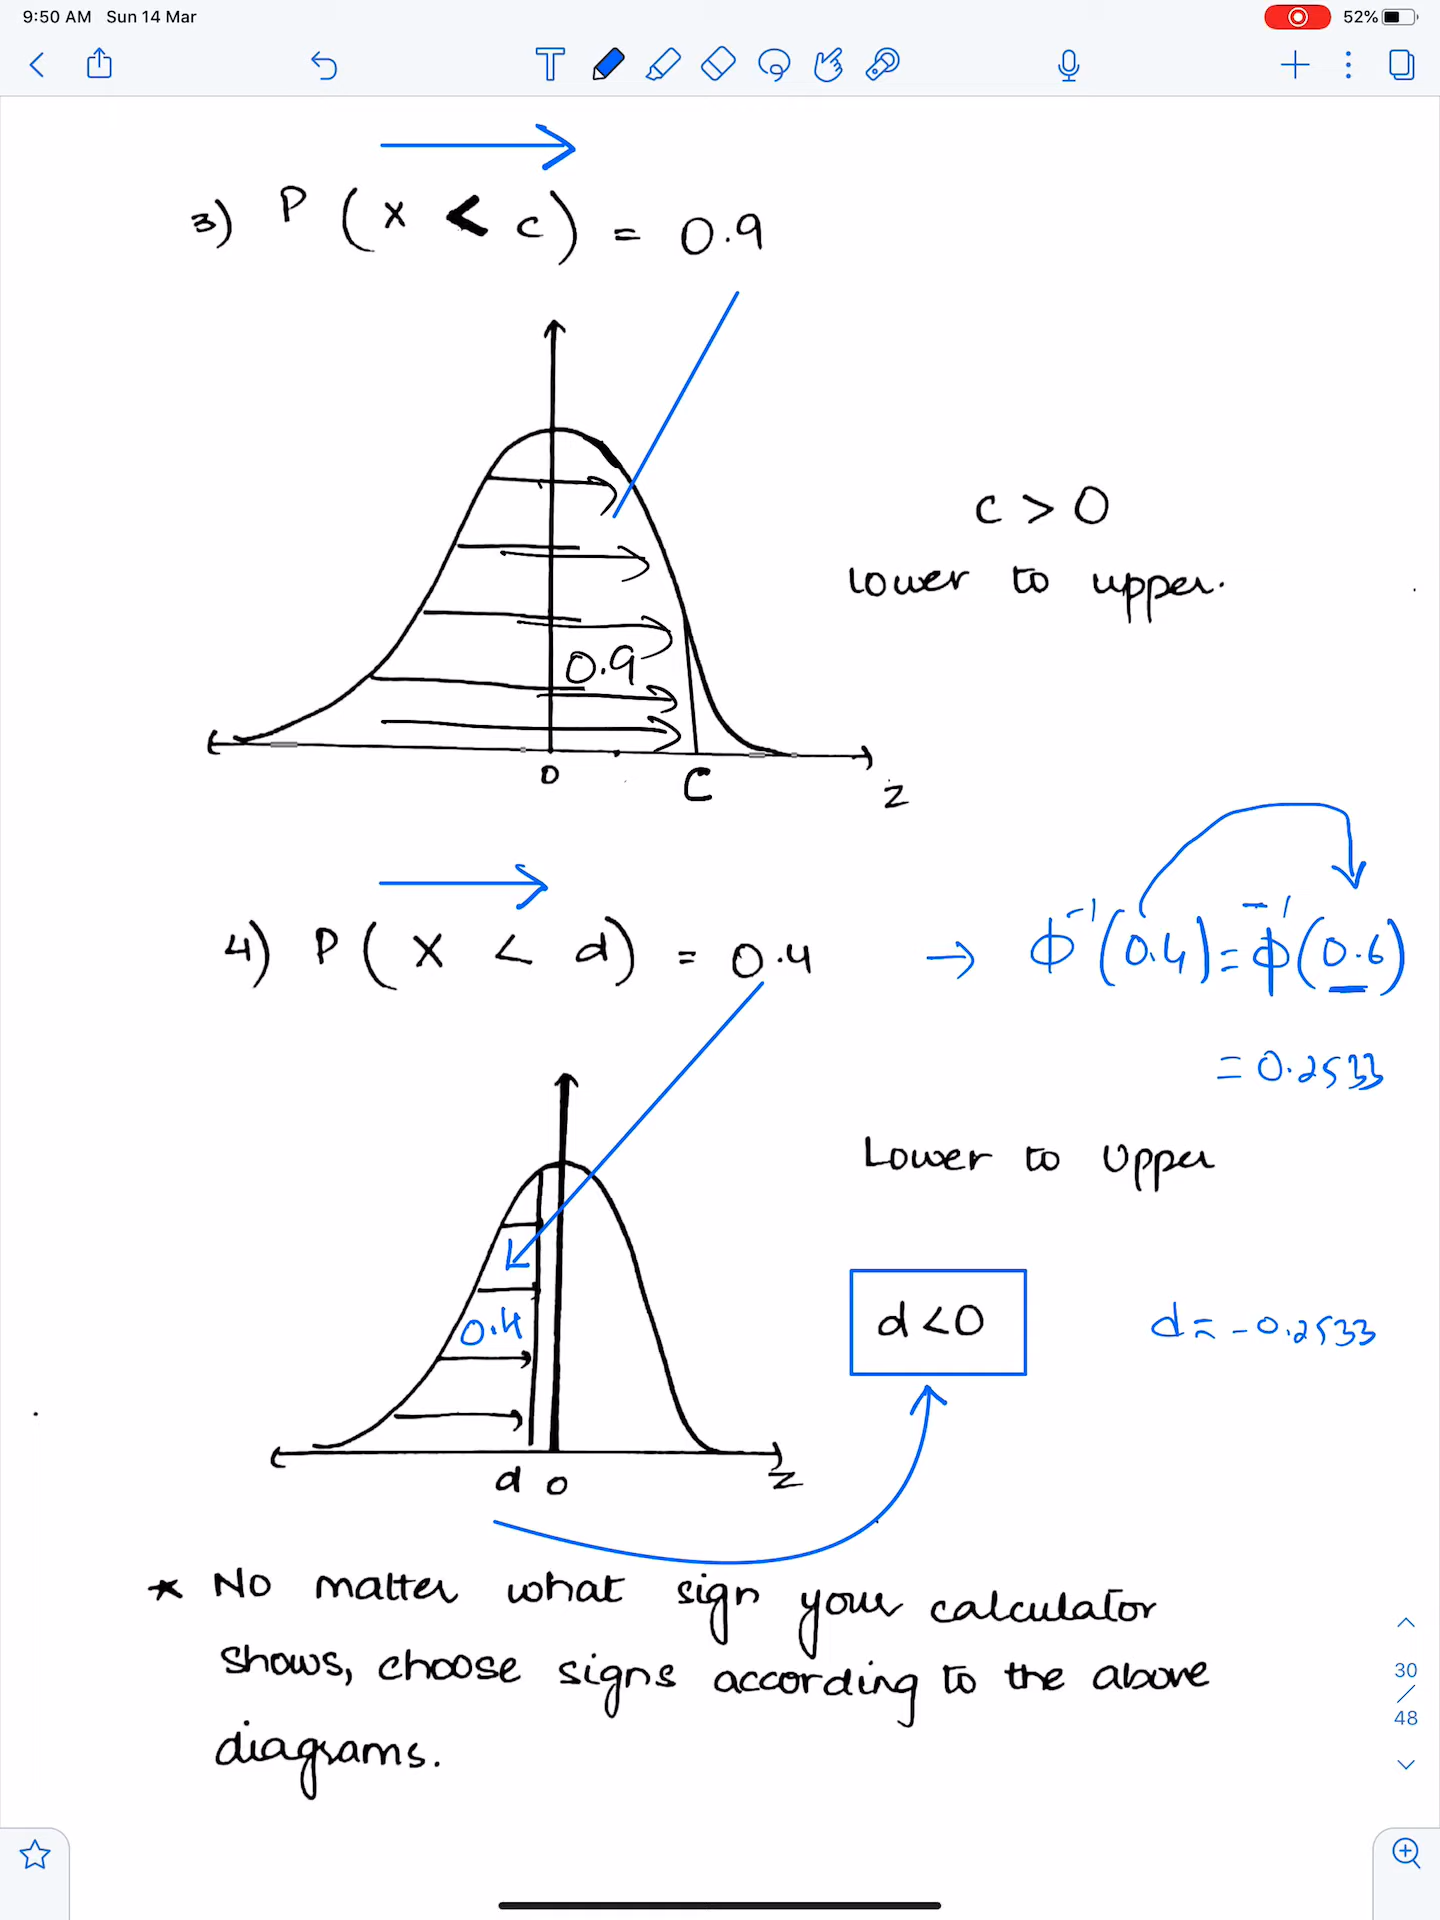 9:50 AM Sun 14 Mar
52%
3) P ( X < c ) = 0.9
c > 0
lower to upper.
0.9
0 C
z
4) P ( X < d ) = 0.4 → Φ⁻¹(0.4) = Φ⁻¹(0.6)
= 0.2533
Lower to Upper
0.4
d < 0 d = -0.2533
d 0 z
* No matter what sign your calculator
shows, choose signs according to the above
diagrams.
30
/
48